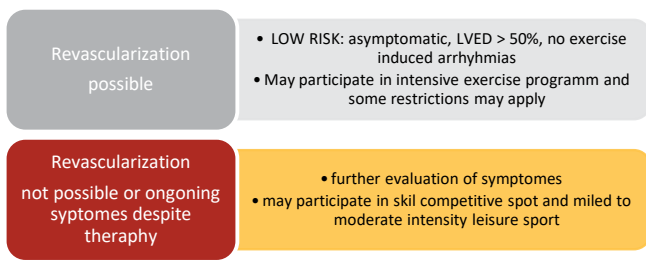 Revascularization
possible
• LOW RISK: asymptomatic, LVED > 50%, no exercise
induced arrhyhmias
• May participate in intensive exercise programm and
some restrictions may apply
Revascularization
not possible or ongoing
syptomes despite
theraphy
• further evaluation of symptomes
• may participate in skil competitive spot and miled to
moderate intensity leisure sport